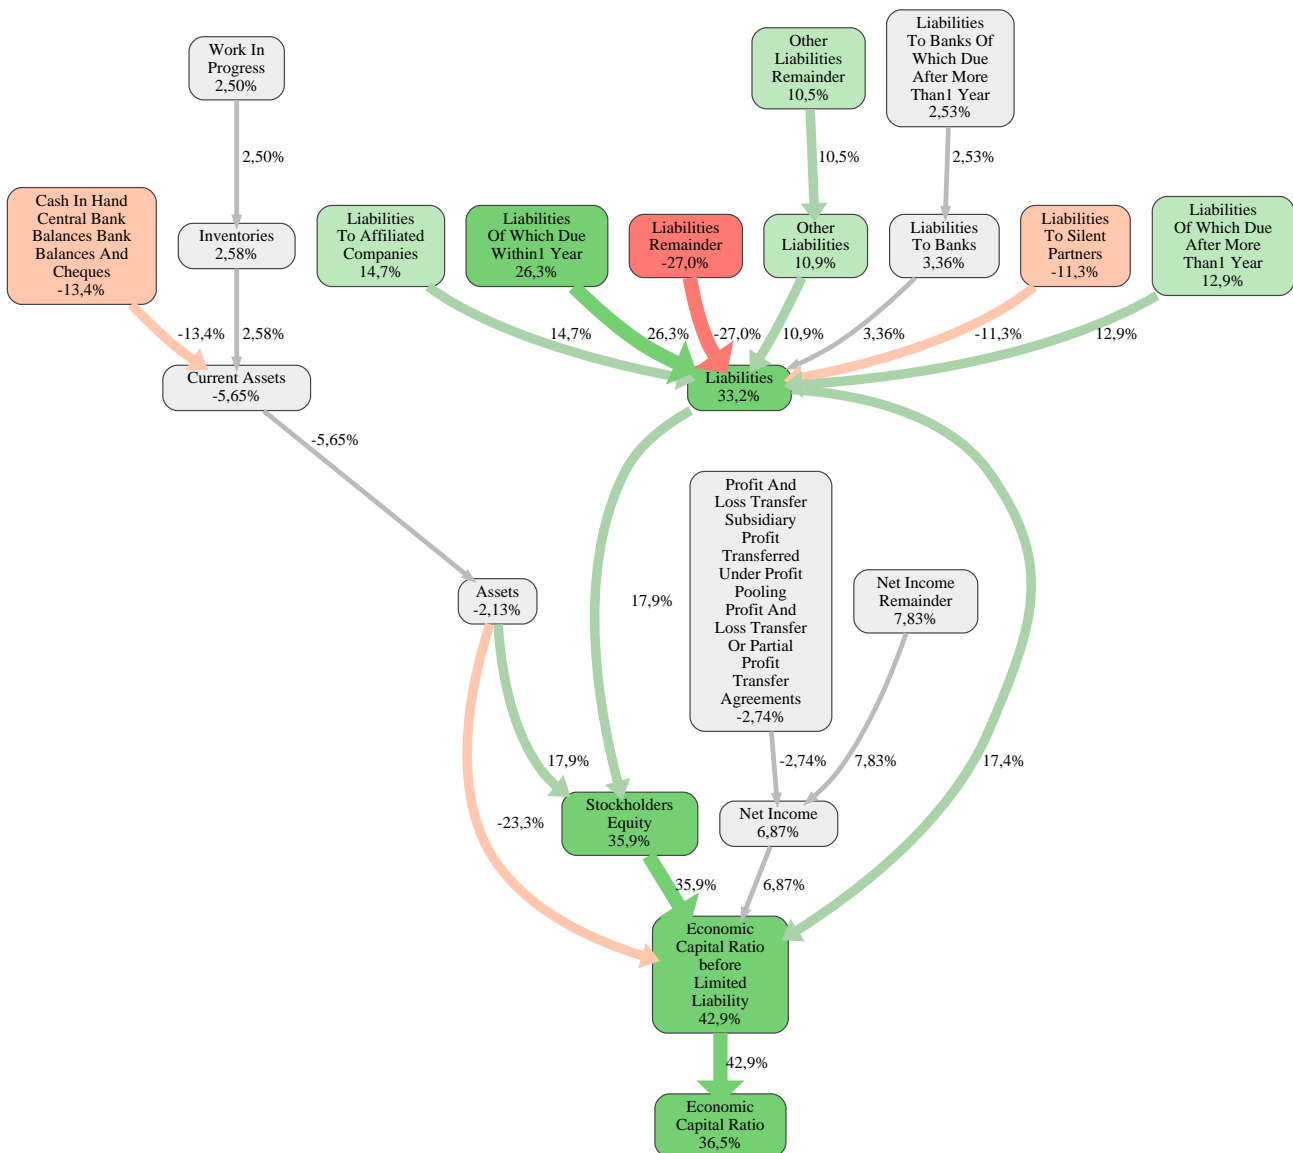 Work In
Progress
2,50%
Other
Liabilities
Remainder
10,5%
Liabilities
To Banks Of
Which Due
After More
Than1 Year
2,53%
2,50%
10,5%
2,53%
Cash In Hand
Central Bank
Balances Bank
Balances And
Cheques
-13,4%
Inventories
2,58%
Liabilities
To Affiliated
Companies
14,7%
Liabilities
Of Which Due
Within1 Year
26,3%
Liabilities
Remainder
-27,0%
Other
Liabilities
10,9%
Liabilities
To Banks
3,36%
Liabilities
To Silent
Partners
-11,3%
Liabilities
Of Which Due
After More
Than1 Year
12,9%
-13,4%
2,58%
14,7%
26,3%
-27,0%
10,9%
3,36%
-11,3%
12,9%
Current Assets
-5,65%
Liabilities
33,2%
-5,65%
Profit And
Loss Transfer
Subsidiary
Profit
Transferred
Under Profit
Pooling
Profit And
Loss Transfer
Or Partial
Profit
Transfer
Agreements
-2,74%
Net Income
Remainder
7,83%
Assets
-2,13%
17,9%
17,9%
-2,74%
7,83%
17,4%
-23,3%
Stockholders
Equity
35,9%
Net Income
6,87%
35,9%
6,87%
Economic
Capital Ratio
before
Limited
Liability
42,9%
42,9%
Economic
Capital Ratio
36,5%